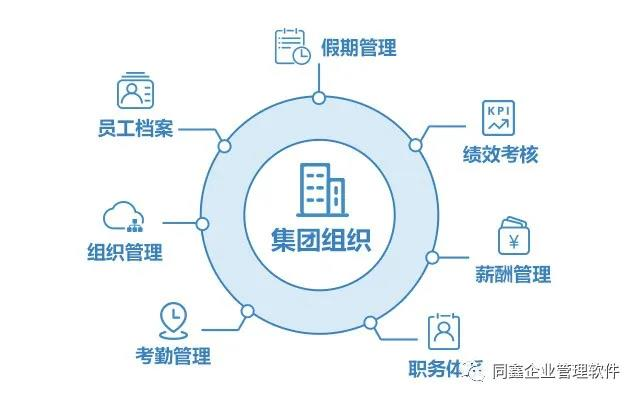 假期管理
KPI
绩效考核
员工档案
集团组织
组织管理
¥
薪酬管理
考勤管理
职务体
同鑫企业管理软件